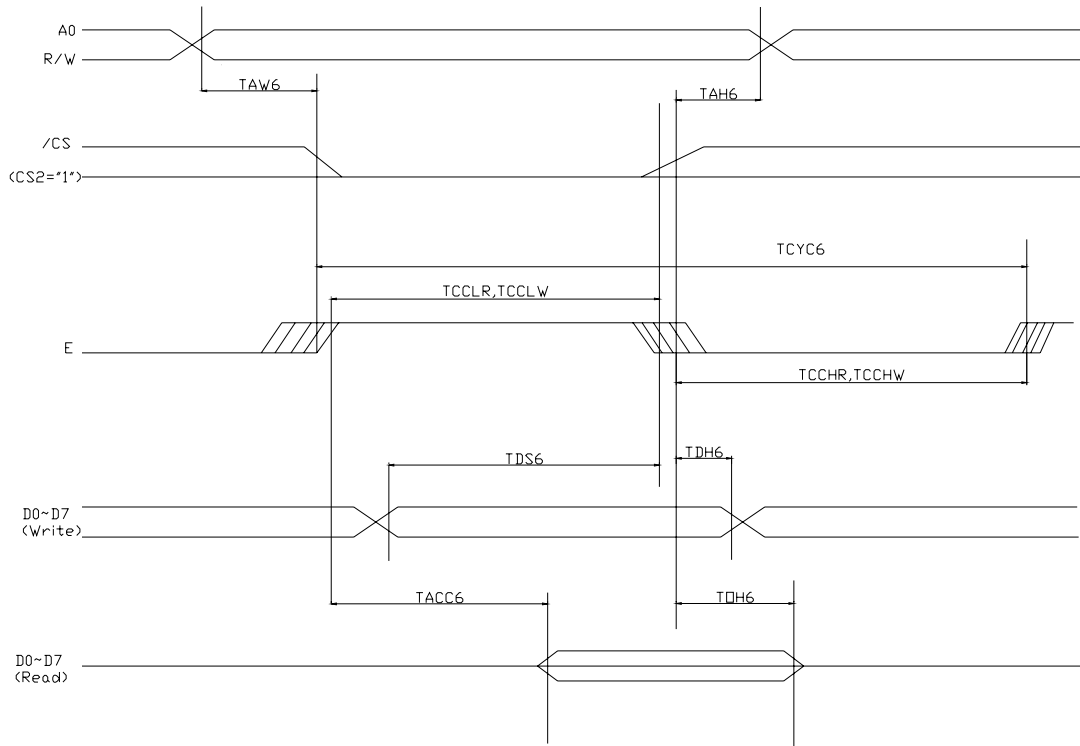 A0
R/W
TAW6
TAH6
/CS
(CS2="1")
TCYC6
TCCLR,TCCLW
E
TCCHR,TCCHW
TDS6
TDH6
D0~D7
(Write)
TACC6
TOH6
D0~D7
(Read)